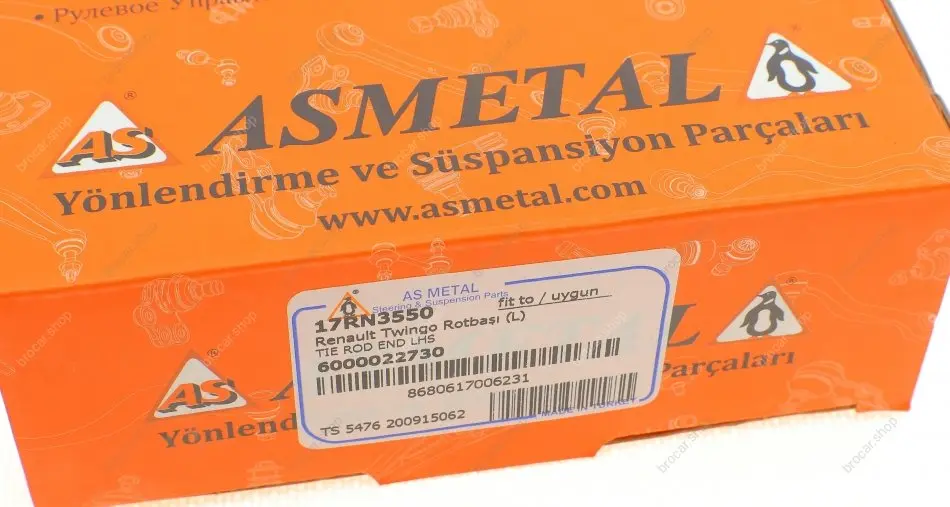 • Рулевое Управ
AS ®
ASMETAL
®
Yönlendirme ve Süspansiyon Parçaları
www.asmetal.com
AS METAL
Steering & Suspension Parts
fit to / uygun
17RN3550
Renault Twingo Rotbaşı (L)
TIE ROD END LHS
6000022730
8680617006231
TS 5476 200915062
MADE IN TURKEY
AS ®
Yönlend
Parçaları
brocar.shop